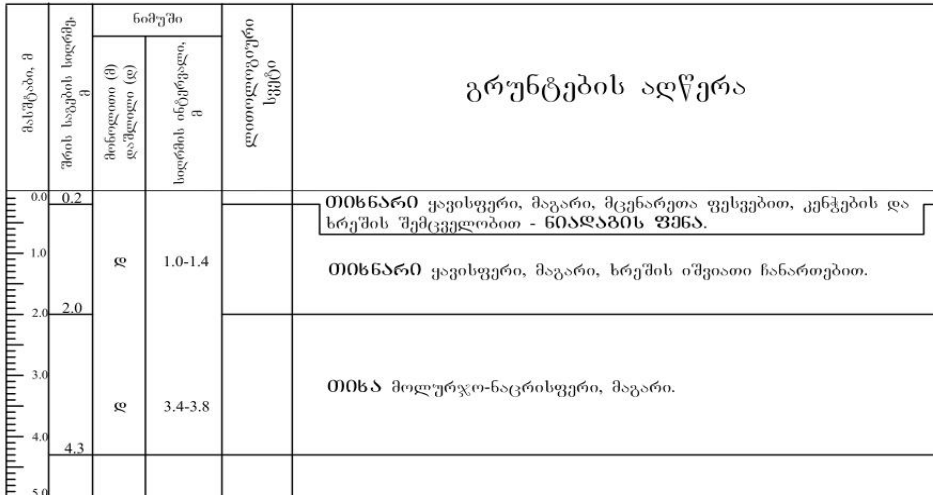 მასშტაბი, მ
შრის საგების სიღრმე, მ
ნიმუში
მონოლითი (მ)
დაშლილი (დ)
სიღრმის ინტერვალი, მ
ლითოლოგიური
სვეტი
გრუნტების აღწერა
0.0 0.2
თიხნარი ყავისფერი, მაგარი, მცენარეთა ფესვებით, კენჭების და
ხრეშის შემცველობით - ნიადაგის ფენა.
1.0 დ 1.0-1.4 თიხნარი ყავისფერი, მაგარი, ხრეშის იშვიათი ჩანართებით.
2.0 2.0
3.0
დ 3.4-3.8 თიხა მოლურჯო-ნაცრისფერი, მაგარი.
4.0 4.3
5.0